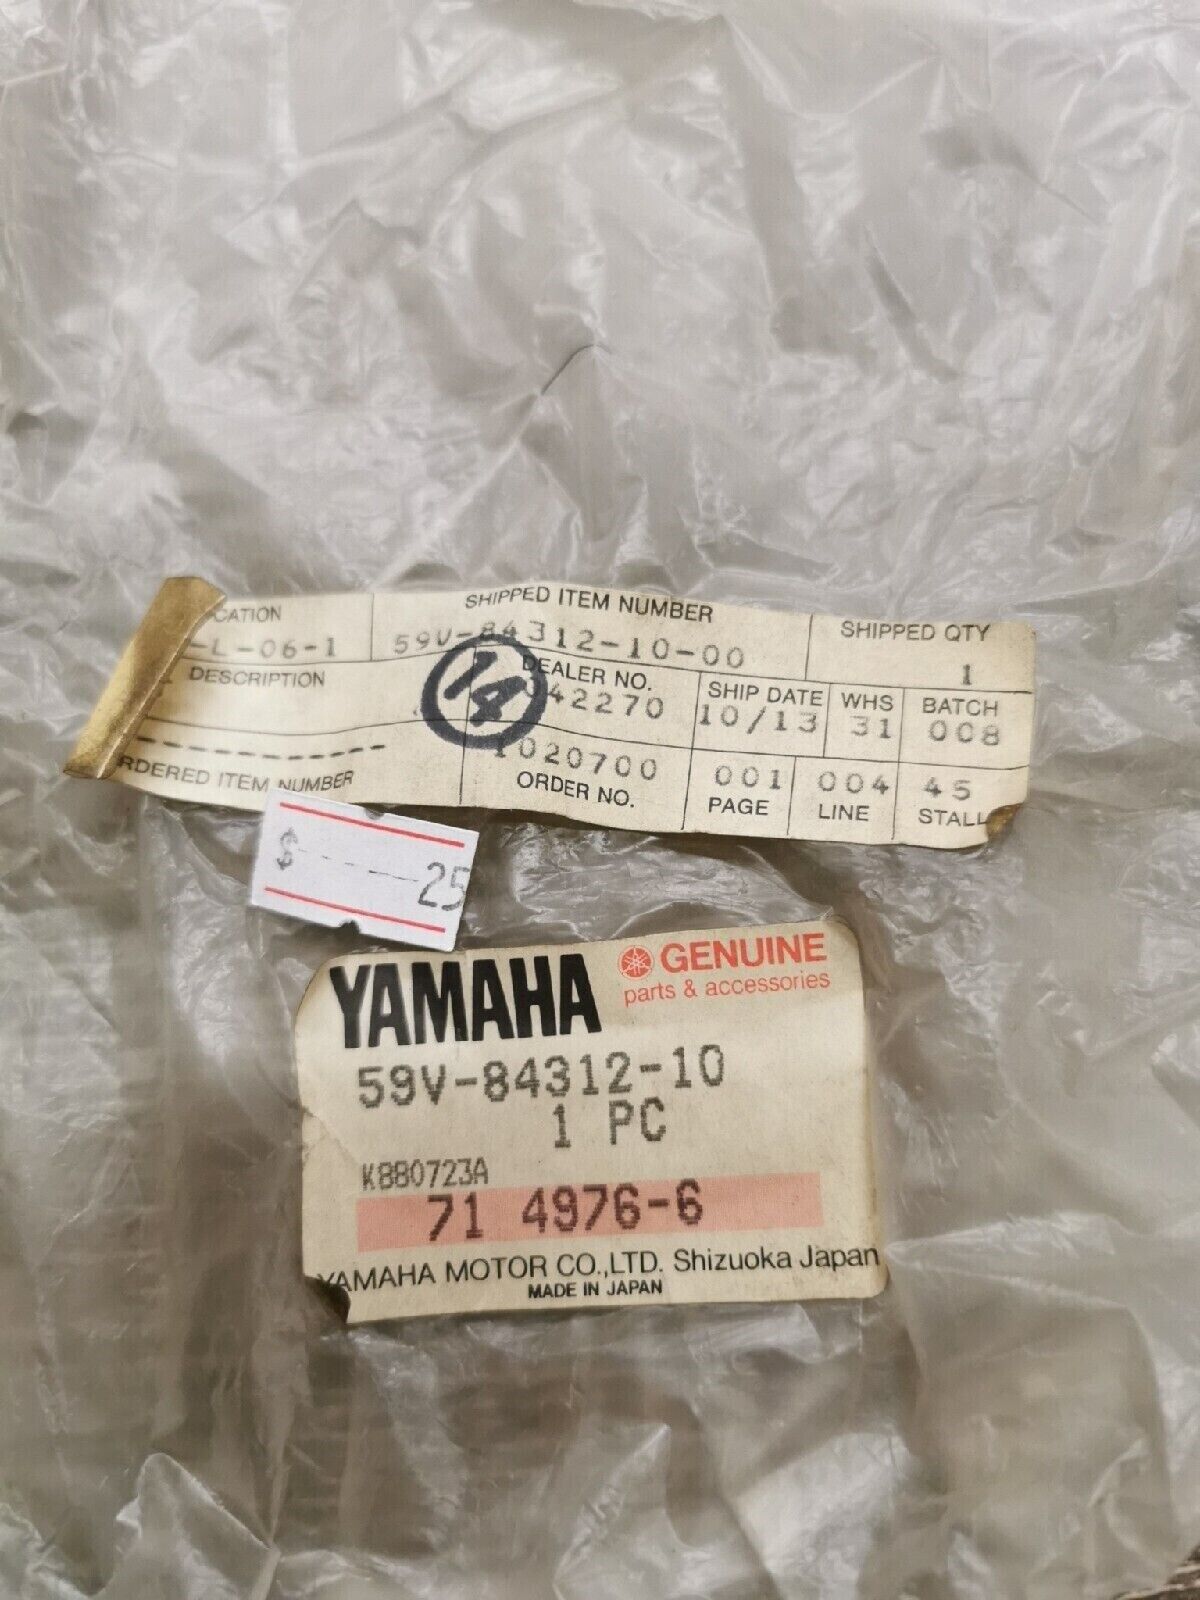 CATION SHIPPED ITEM NUMBER SHIPPED QTY
-L-06-1 59V-84312-10-00 1
DESCRIPTION DEALER NO. SHIP DATE WHS BATCH
042270 10/13 31 008
14
1020700 001 004 45
RDERED ITEM NUMBER ORDER NO. PAGE LINE STALL
$ 25
YAMAHA GENUINE
parts & accessories
59V-84312-10
1 PC
K880723A
71 4976-6
YAMAHA MOTOR CO.,LTD. Shizuoka Japan
MADE IN JAPAN